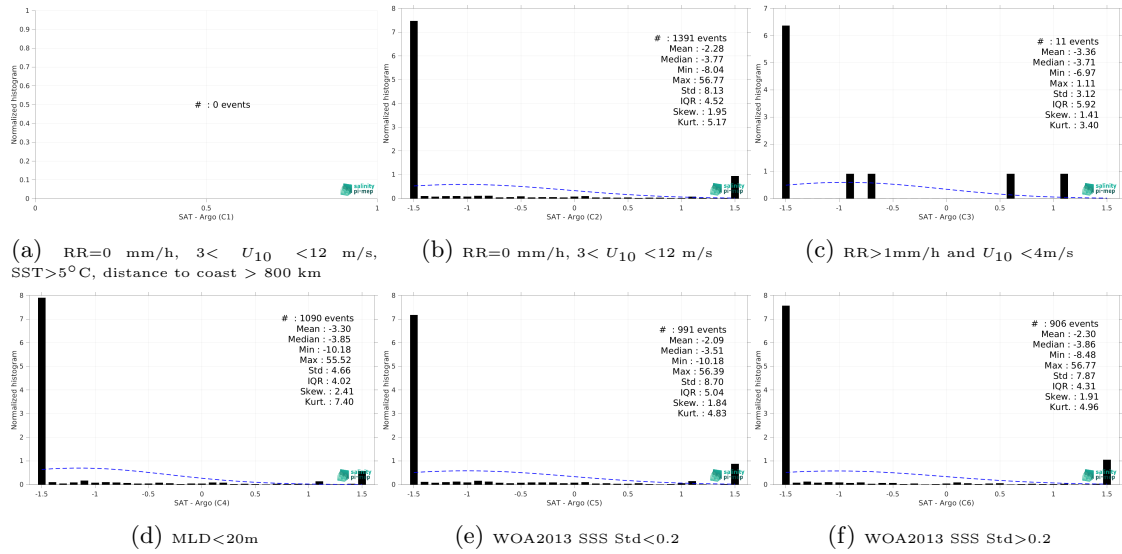 1
0.9
0.8
0.7
0.6
0.5
0.4
0.3
0.2
0.1
0
Normalized histogram
# : 0 events
salinity
pi-mep
0 0.5 1
SAT - Argo (C1)
(a) RR=0 mm/h, 3< U10 <12 m/s,
SST>5°C, distance to coast > 800 km
8
7
6
5
4
3
2
1
0
Normalized histogram
# : 1391 events
Mean : -2.28
Median : -3.77
Min : -8.04
Max : 56.77
Std : 8.13
IQR : 4.52
Skew. : 1.95
Kurt. : 5.17
salinity
pi-mep
-1.5 -1 -0.5 0 0.5 1 1.5
SAT - Argo (C2)
(b) RR=0 mm/h, 3< U10 <12 m/s
7
6
5
4
3
2
1
0
Normalized histogram
# : 11 events
Mean : -3.36
Median : -3.71
Min : -6.97
Max : 1.11
Std : 3.12
IQR : 5.92
Skew. : 1.41
Kurt. : 3.40
salinity
pi-mep
-1.5 -1 -0.5 0 0.5 1 1.5
SAT - Argo (C3)
(c) RR>1mm/h and U10 <4m/s
8
7
6
5
4
3
2
1
0
Normalized histogram
# : 1090 events
Mean : -3.30
Median : -3.85
Min : -10.18
Max : 55.52
Std : 4.66
IQR : 4.02
Skew. : 2.41
Kurt. : 7.40
salinity
pi-mep
-1.5 -1 -0.5 0 0.5 1 1.5
SAT - Argo (C4)
(d) MLD<20m
8
7
6
5
4
3
2
1
0
Normalized histogram
# : 991 events
Mean : -2.09
Median : -3.51
Min : -10.18
Max : 56.39
Std : 8.70
IQR : 5.04
Skew. : 1.84
Kurt. : 4.83
salinity
pi-mep
-1.5 -1 -0.5 0 0.5 1 1.5
SAT - Argo (C5)
(e) WOA2013 SSS Std<0.2
8
7
6
5
4
3
2
1
0
Normalized histogram
# : 906 events
Mean : -2.30
Median : -3.86
Min : -8.48
Max : 56.77
Std : 7.87
IQR : 4.31
Skew. : 1.91
Kurt. : 4.96
salinity
pi-mep
-1.5 -1 -0.5 0 0.5 1 1.5
SAT - Argo (C6)
(f) WOA2013 SSS Std>0.2